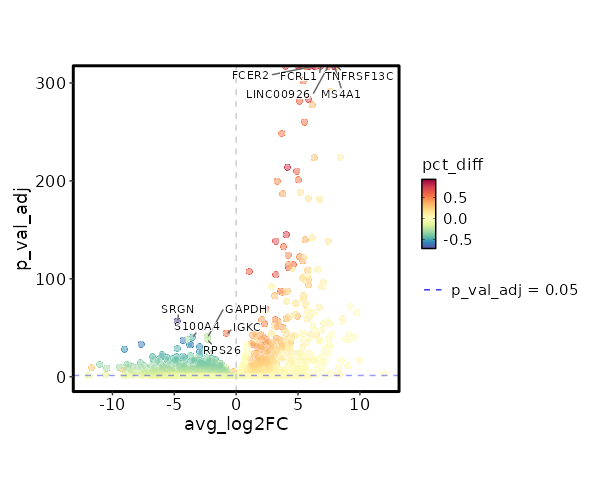 FCER2 FCRL1 TNFRSF13C
LINC00926 MS4A1
SRGN GAPDH
S100A4 IGKC
RPS26
300
200
100
0
-10 -5 0 5 10
avg_log2FC
p_val_adj
pct_diff
0.5
0.0
-0.5
p_val_adj = 0.05